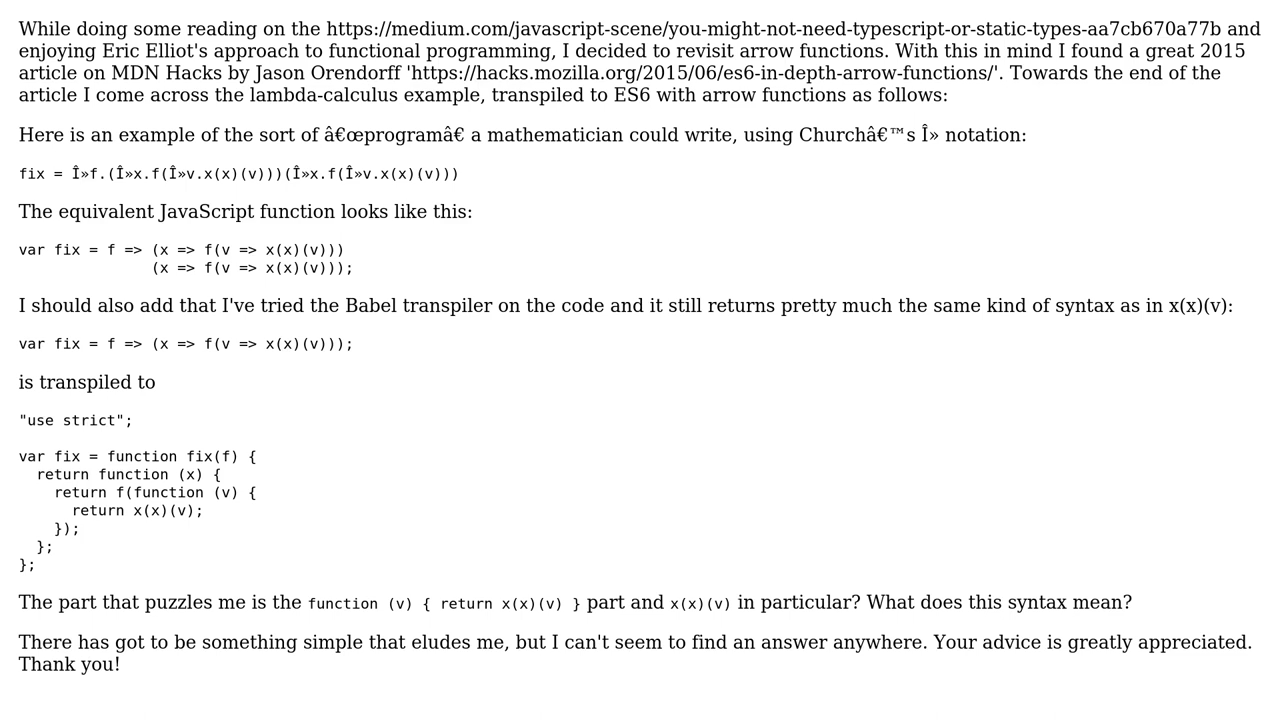 While doing some reading on the https://medium.com/javascript-scene/you-might-not-need-typescript-or-static-types-aa7cb670a77b and
enjoying Eric Elliot's approach to functional programming, I decided to revisit arrow functions. With this in mind I found a great 2015
article on MDN Hacks by Jason Orendorff 'https://hacks.mozilla.org/2015/06/es6-in-depth-arrow-functions/'. Towards the end of the
article I come across the lambda-calculus example, transpiled to ES6 with arrow functions as follows:
Here is an example of the sort of â€œprogramâ€ a mathematician could write, using Churchâ€™s Î» notation:
fix = Î»f.(Î»x.f(Î»v.x(x)(v)))(Î»x.f(Î»v.x(x)(v)))
The equivalent JavaScript function looks like this:
var fix = f => (x => f(v => x(x)(v)))
               (x => f(v => x(x)(v)));
I should also add that I've tried the Babel transpiler on the code and it still returns pretty much the same kind of syntax as in x(x)(v):
var fix = f => (x => f(v => x(x)(v)));
is transpiled to
"use strict";
var fix = function fix(f) {
  return function (x) {
    return f(function (v) {
      return x(x)(v);
    });
  };
};
The part that puzzles me is the function (v) { return x(x)(v) } part and x(x)(v) in particular? What does this syntax mean?
There has got to be something simple that eludes me, but I can't seem to find an answer anywhere. Your advice is greatly appreciated.
Thank you!